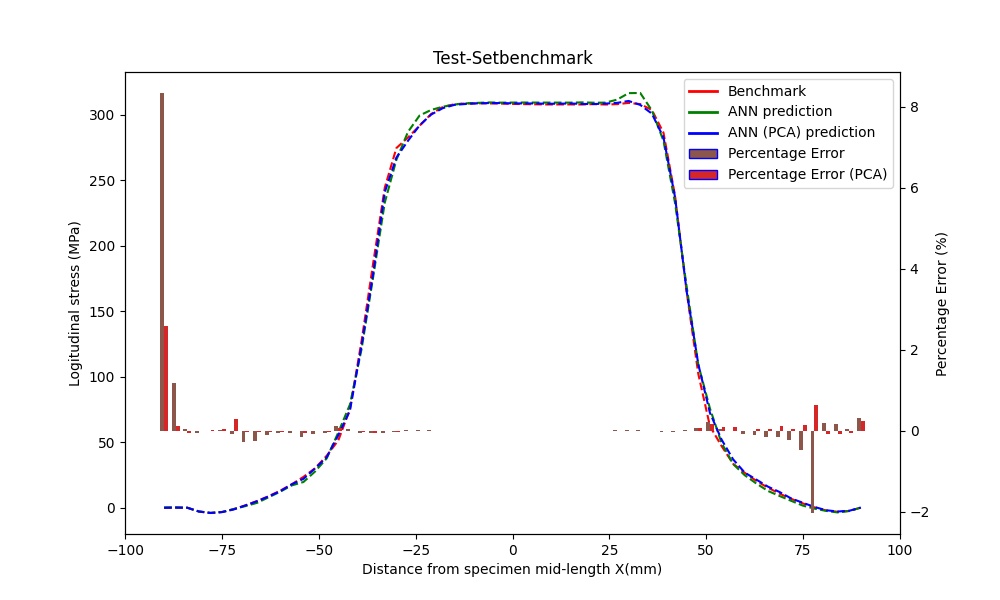 Test-Setbenchmark
Benchmark
ANN prediction
ANN (PCA) prediction
Percentage Error
Percentage Error (PCA)
Logitudinal stress (MPa)
300
250
200
150
100
50
0
8
6
4
2
0
−2
Percentage Error (%)
−100 −75 −50 −25 0 25 50 75 100
Distance from specimen mid-length X(mm)